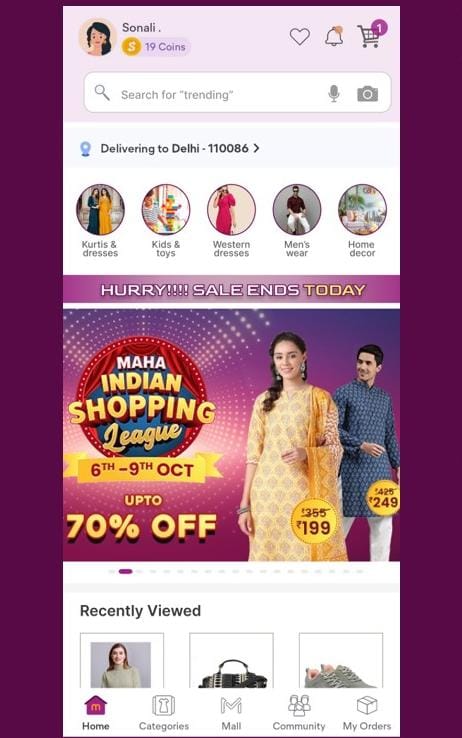 Sonali .
S 19 Coins
1
Search for "trending"
Delivering to Delhi - 110086 >
Kurtis &
dresses
Kids &
toys
Western
dresses
Men's
wear
Home
decor
HURRY!!!! SALE ENDS TODAY
MAHA
INDIAN
SHOPPING
League
6TH -9TH OCT
UPTO
70% OFF
₹355
₹199
₹425
₹249
Recently Viewed
m
Home
Categories
Mall
Community
My Orders